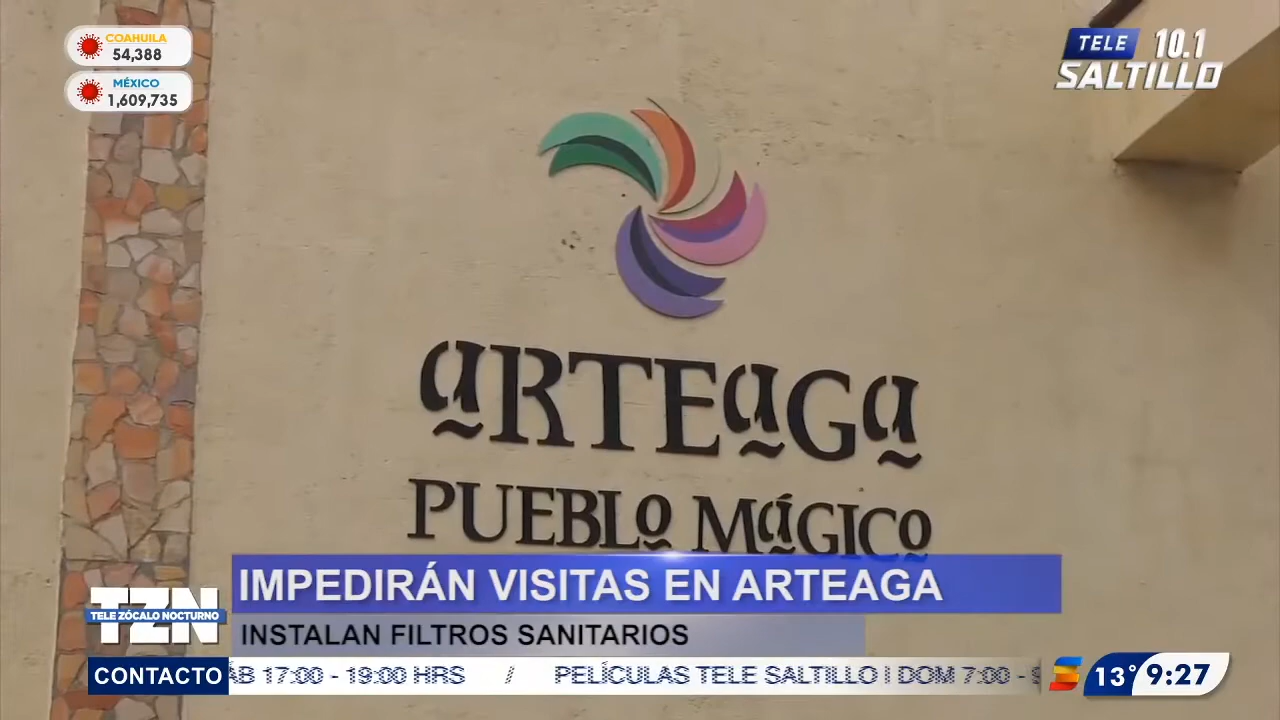 COAHUILA
54,388
MÉXICO
1,609,735
TELE 10.1
SALTILLO
aRTEaGa
PUEBLo MáGICo
IMPEDIRÁN VISITAS EN ARTEAGA
INSTALAN FILTROS SANITARIOS
TZN
TELE ZÓCALO NOCTURNO
CONTACTO
ÁB 17:00 - 19:00 HRS / PELÍCULAS TELE SALTILLO | DOM 7:00 -
13° 9:27